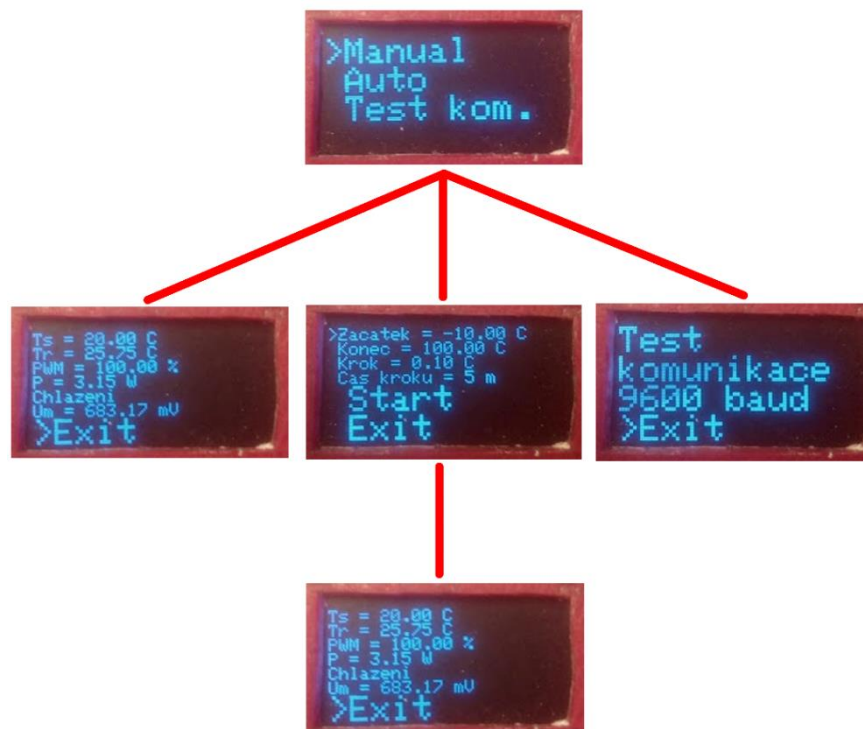 >Manual
Auto
Test kom.
Ts = 20.00 C
Tr = 25.75 C
PWM = 100.00 %
P = 3.15 W
Chlazeni
Um = 683.17 mV
>Exit
>Zacatek = -10.00 C
Konec = 100.00 C
Krok = 0.10 C
Cas kroku = 5 m
Start
Exit
Test
komunikace
9600 baud
>Exit
Ts = 20.00 C
Tr = 25.75 C
PWM = 100.00 %
P = 3.15 W
Chlazeni
Um = 683.17 mV
>Exit